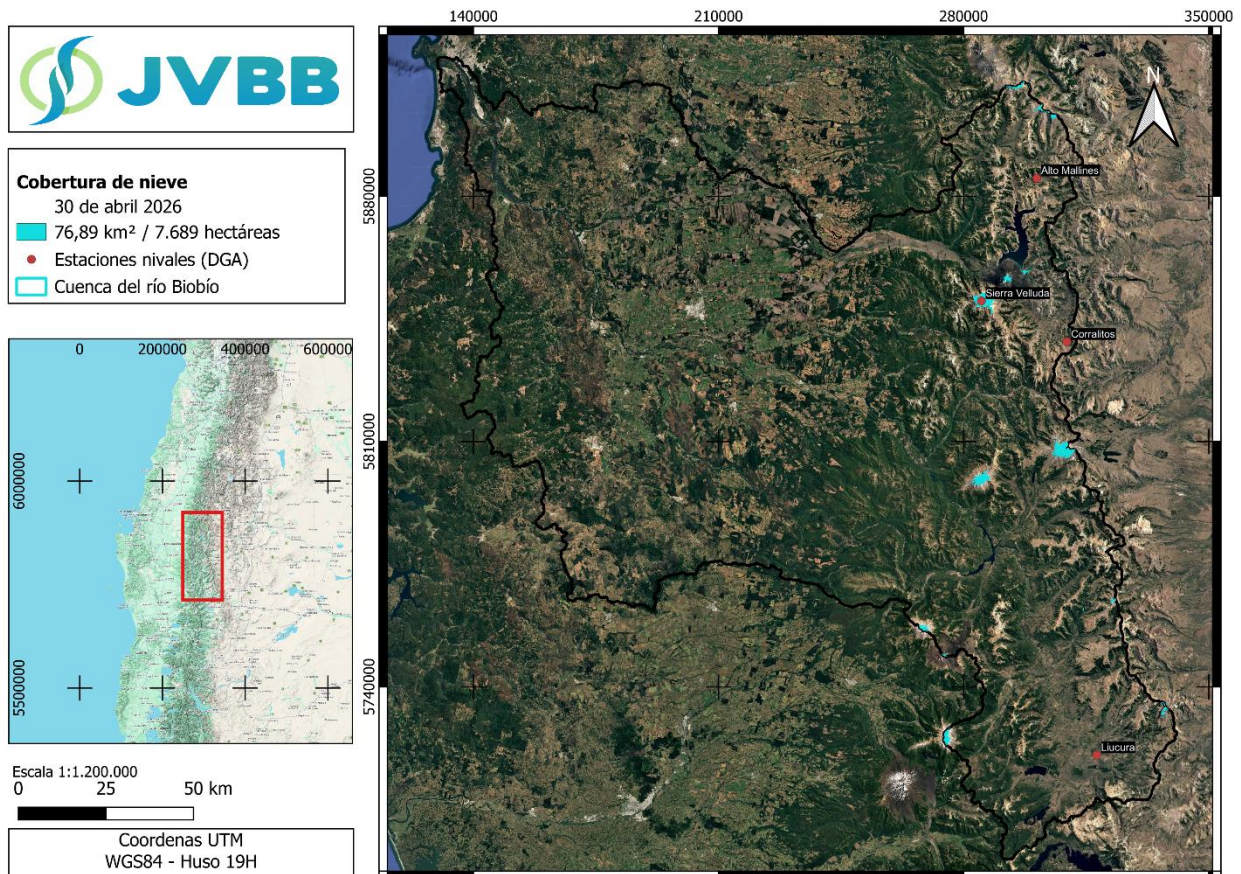 JVBB
Cobertura de nieve
30 de abril 2026
76,89 km² / 7.689 hectáreas
Estaciones nivales (DGA)
Cuenca del río Biobío
0 200000 400000 600000
6000000
5500000
Escala 1:1.200.000
0 25 50 km
Coordenas UTM
WGS84 - Huso 19H
140000 210000 280000 350000
N
5880000
Alto Mallines
Sierra Velluda
Corralitos
5810000
5740000
Liucura